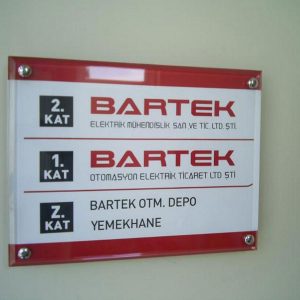 2. KAT
BARTEK
ELEKTRİK MÜHENDİSLİK SAN VE TİC. LTD. ŞTİ.
1. KAT
BARTEK
OTOMASYON ELEKTRİK TİCARET LTD ŞTİ
Z. KAT
BARTEK OTM. DEPO
YEMEKHANE